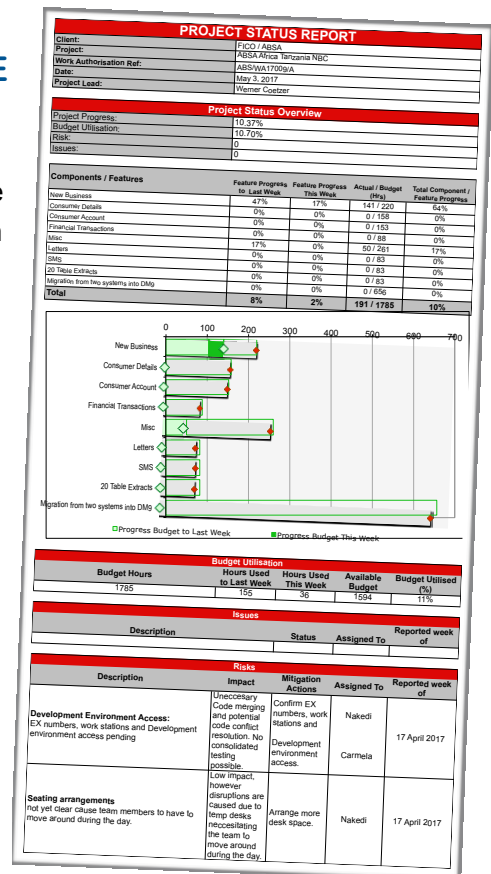 E
e
PROJECT STATUS REPORT
Client: FICO / ABSA
Project: ABSA Africa Tanzania NBC
Work Authorisation Ref: ABS/WA17009/A
Date: May 3, 2017
Project Lead: Werner Coetzer
Project Status Overview
Project Progress: 10.37%
Budget Utilisation: 10.70%
Risk: 0
Issues: 0
Components / Features Feature Progress to Last Week Feature Progress This Week Actual / Budget (Hrs) Total Component / Feature Progress
New Business 47% 17% 141 / 220 64%
Consumer Details 0% 0% 0 / 158 0%
Consumer Account 0% 0% 0 / 153 0%
Financial Transactions 0% 0% 0 / 88 0%
Misc 17% 0% 50 / 261 17%
Letters 0% 0% 0 / 83 0%
SMS 0% 0% 0 / 83 0%
20 Table Extracts 0% 0% 0 / 83 0%
Migration from two systems into DM9 0% 0% 0 / 656 0%
Total 8% 2% 191 / 1785 10%
0 100 200 300 400 500 600 700
New Business
Consumer Details
Consumer Account
Financial Transactions
Misc
Letters
SMS
20 Table Extracts
Migration from two systems into DM9
Progress Budget to Last Week Progress Budget This Week
Budget Utilisation
Budget Hours Hours Used to Last Week Hours Used This Week Available Budget Budget Utilised (%)
1785 155 36 1594 11%
Issues
Description Status Assigned To Reported week of
Risks
Description Impact Mitigation Actions Assigned To Reported week of
Development Environment Access:
EX numbers, work stations and Development
environment access pending
Uneccesary
Code merging
and potential
code conflict
resolution. No
consolidated
testing
possible.
Confirm EX
numbers, work
stations and
Development
environment
access.
Nakedi
Carmela
17 April 2017
Seating arrangements
not yet clear cause team members to have to
move around during the day.
Low impact,
however
disruptions are
caused due to
temp desks
neccesitating
the team to
move around
during the day.
Arrange more
desk space.
Nakedi
17 April 2017